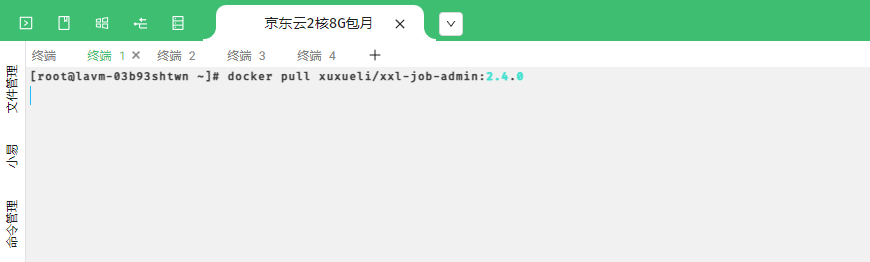 京东云2核8G包月
终端 终端 1 终端 2 终端 3 终端 4
[root@lavm-03b93shtwn ~]# docker pull xuxueli/xxl-job-admin:2.4.0
文件管理
小易
命令管理